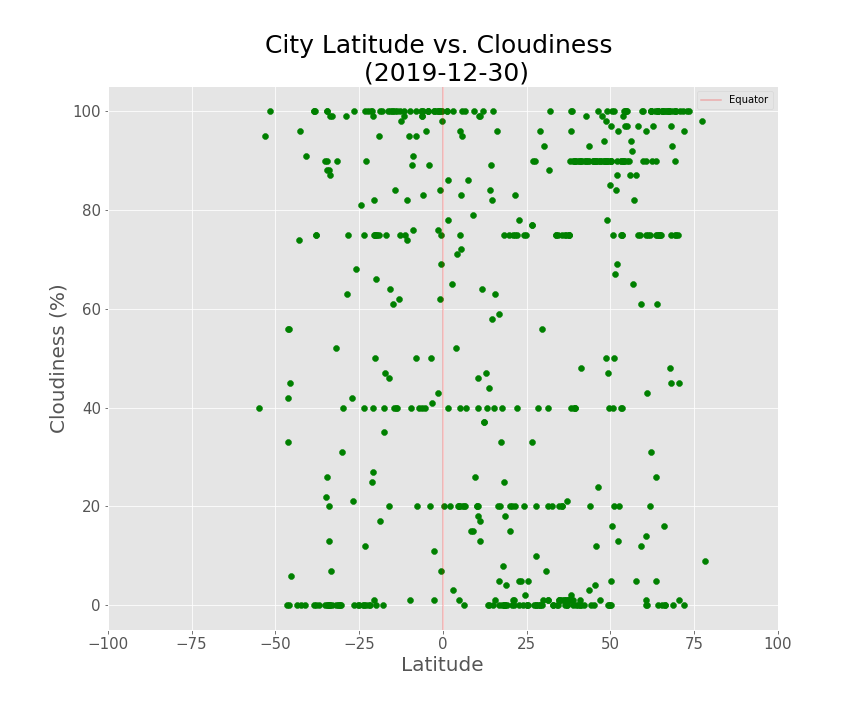 City Latitude vs. Cloudiness
(2019-12-30)
Equator
100
80
60
40
20
0
Cloudiness (%)
−100 −75 −50 −25 0 25 50 75 100
Latitude